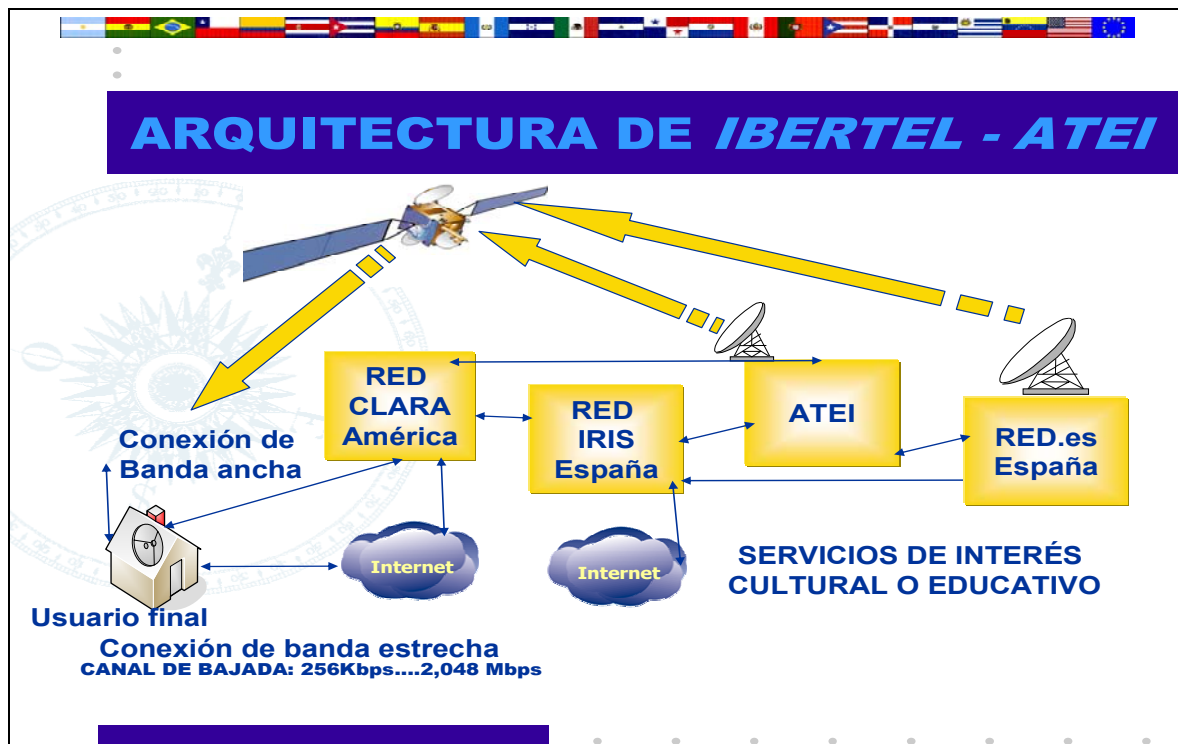 ARQUITECTURA DE IBERTEL - ATEI
RED
CLARA
América
RED
IRIS
España
ATEI
RED.es
España
Conexión de
Banda ancha
Internet
Internet
SERVICIOS DE INTERÉS
CULTURAL O EDUCATIVO
Usuario final
Conexión de banda estrecha
CANAL DE BAJADA: 256Kbps....2,048 Mbps